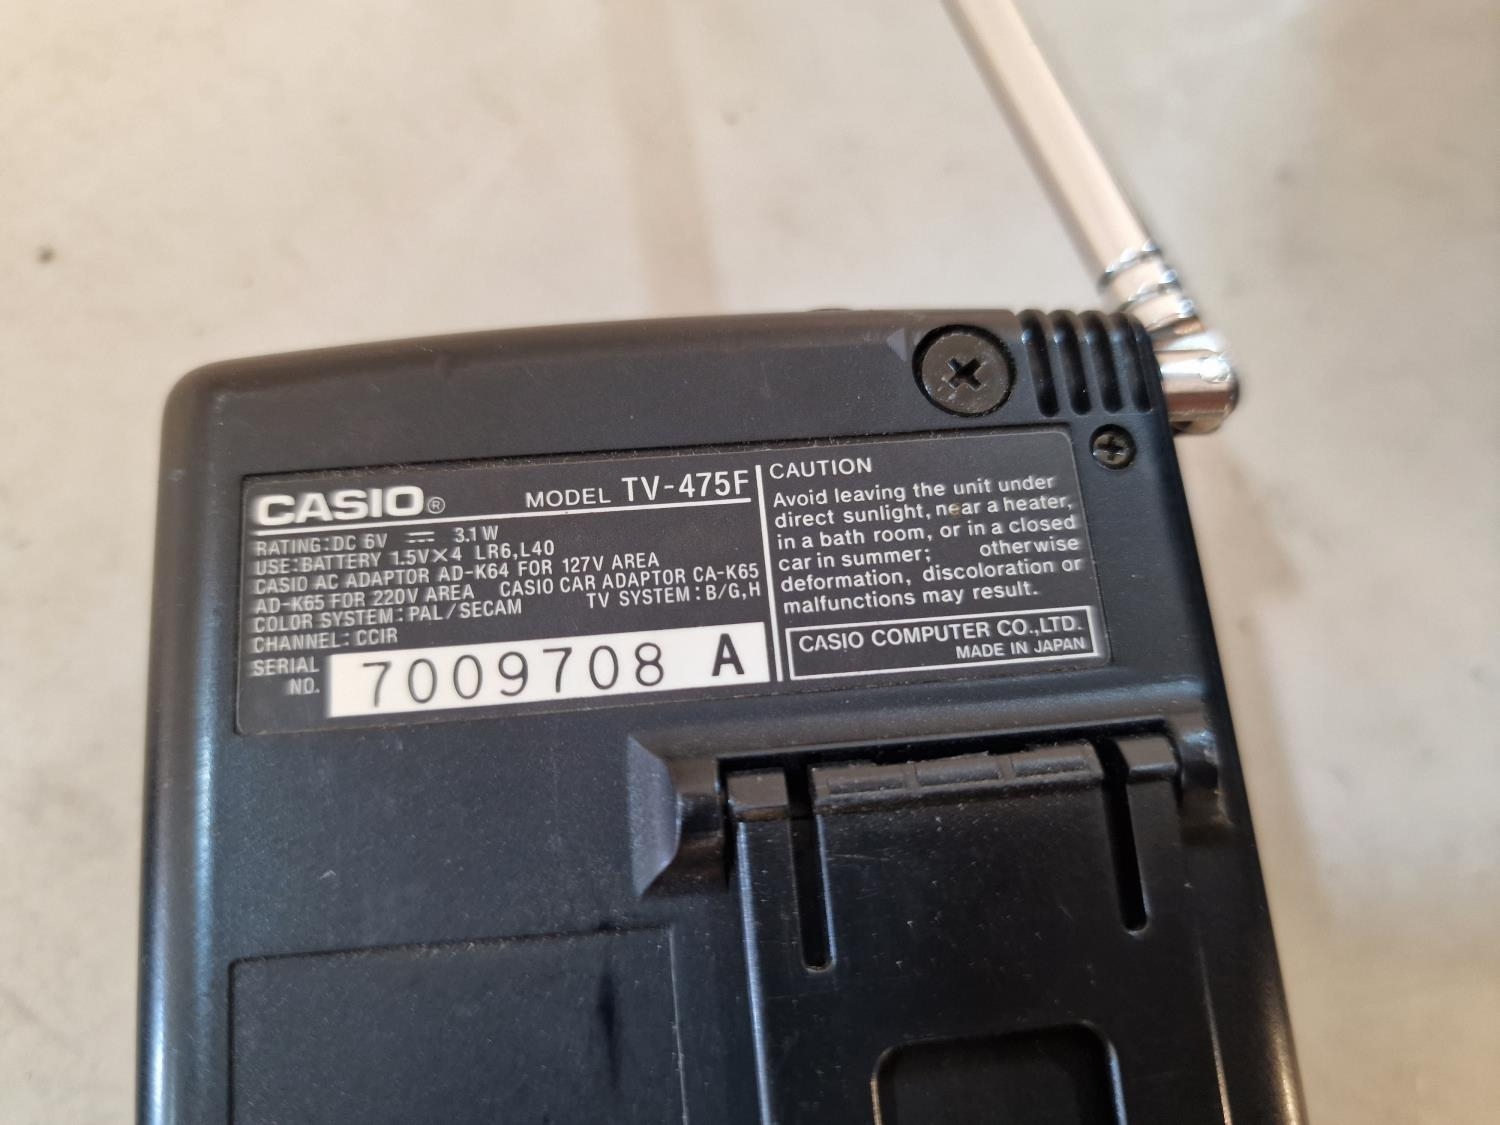 CASIO® MODEL TV-475F
RATING:DC 6V ⎓ 3.1W
USE:BATTERY 1.5V×4 LR6,L40
CASIO AC ADAPTOR AD-K64 FOR 127V AREA
AD-K65 FOR 220V AREA CASIO CAR ADAPTOR CA-K65
COLOR SYSTEM:PAL/SECAM TV SYSTEM:B/G,H
CHANNEL:CCIR
SERIAL
NO. 7009708 A
CAUTION
Avoid leaving the unit under
direct sunlight, near a heater,
in a bath room, or in a closed
car in summer; otherwise
deformation, discoloration or
malfunctions may result.
CASIO COMPUTER CO.,LTD.
MADE IN JAPAN